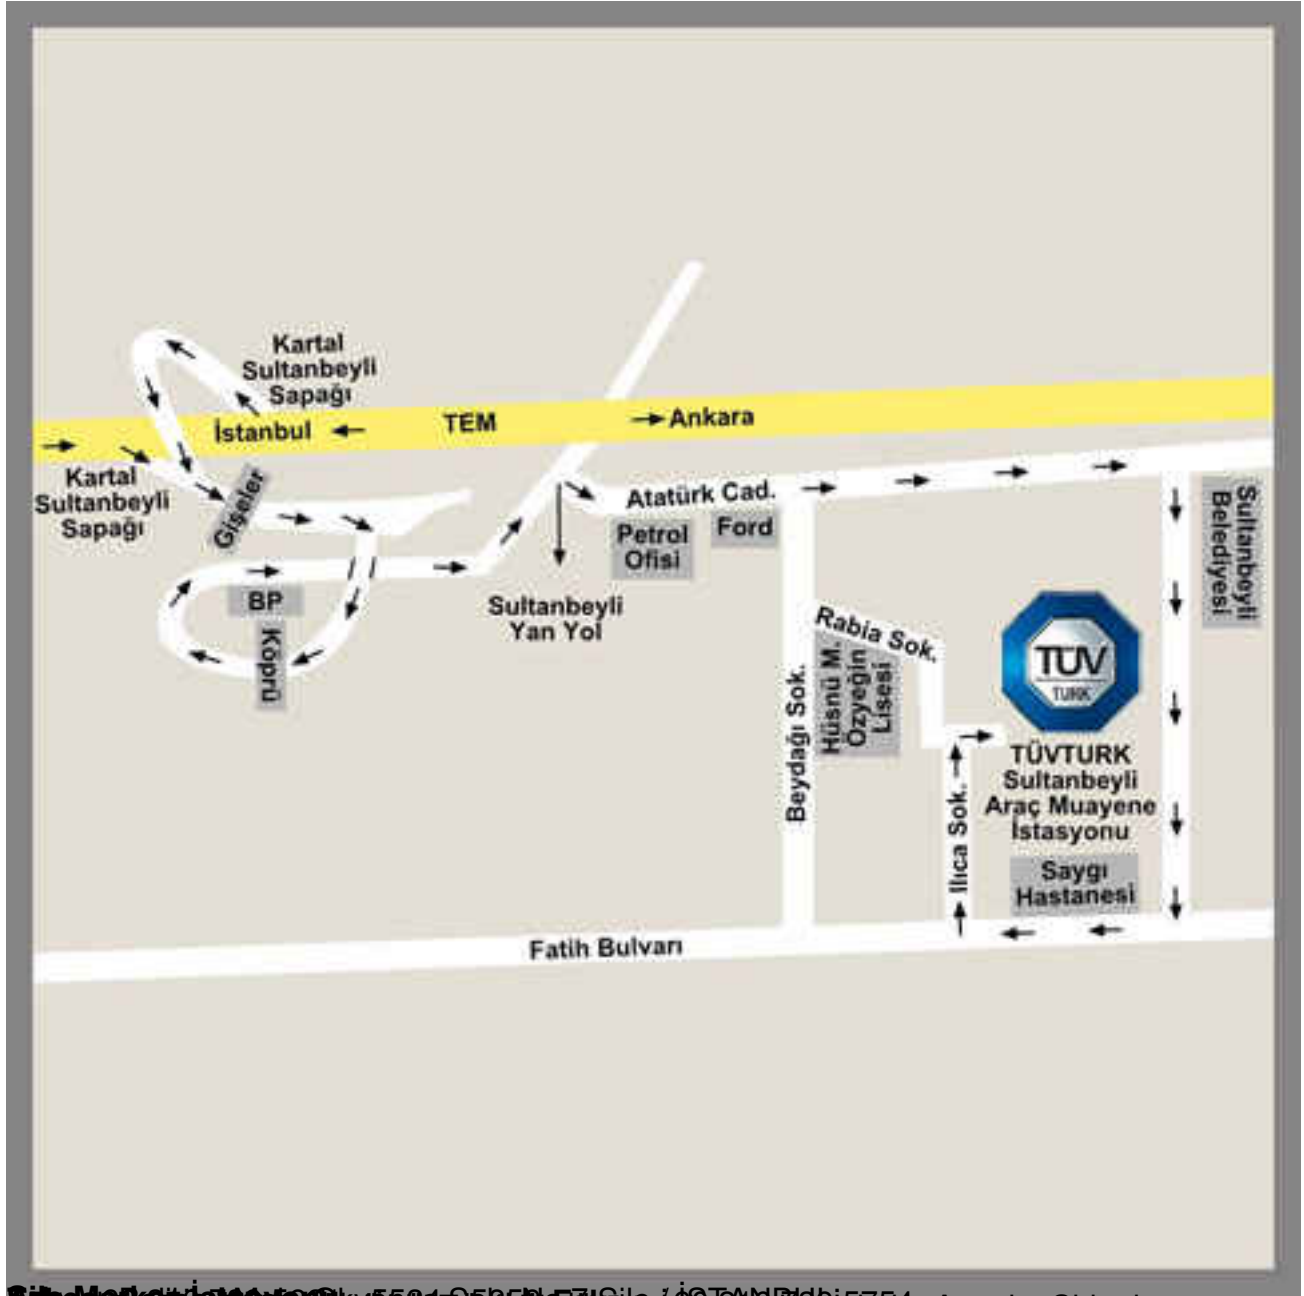 Kartal
Sultanbeyli
Sapağı
İstanbul
TEM
Ankara
Kartal
Sultanbeyli
Sapağı
Gişeler
Atatürk Cad.
Petrol
Ofisi
Ford
Sultanbeyli
Belediyesi
BP
Köprü
Sultanbeyli
Yan Yol
Rabia Sok.
Hüsnü M.
Özyeğin
Lisesi
Beydağı Sok.
TÜV
TURK
TÜVTURK
Sultanbeyli
Araç Muayene
İstasyonu
Ilıca Sok.
Saygı
Hastanesi
Fatih Bulvarı